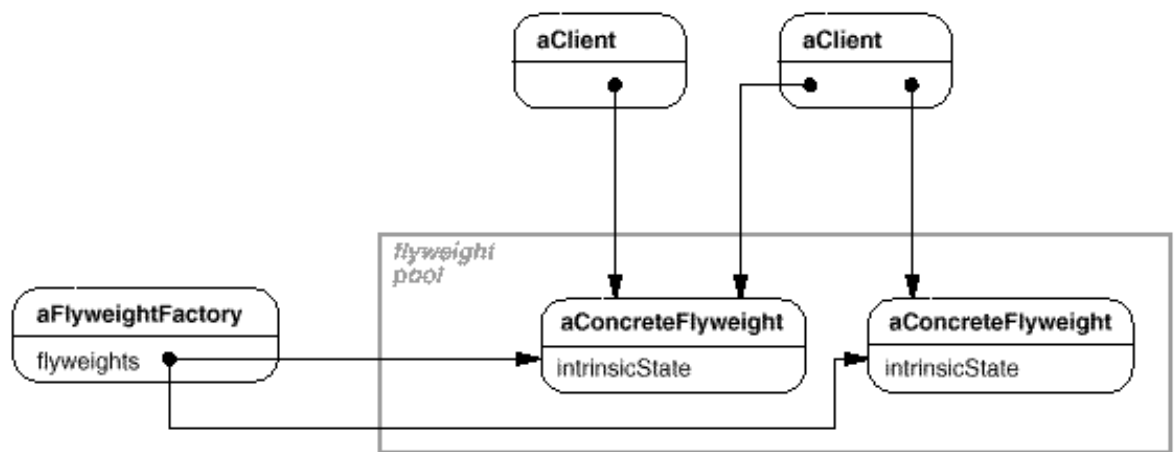 aClient
aClient
flyweight
pool
aFlyweightFactory
flyweights
aConcreteFlyweight
intrinsicState
aConcreteFlyweight
intrinsicState